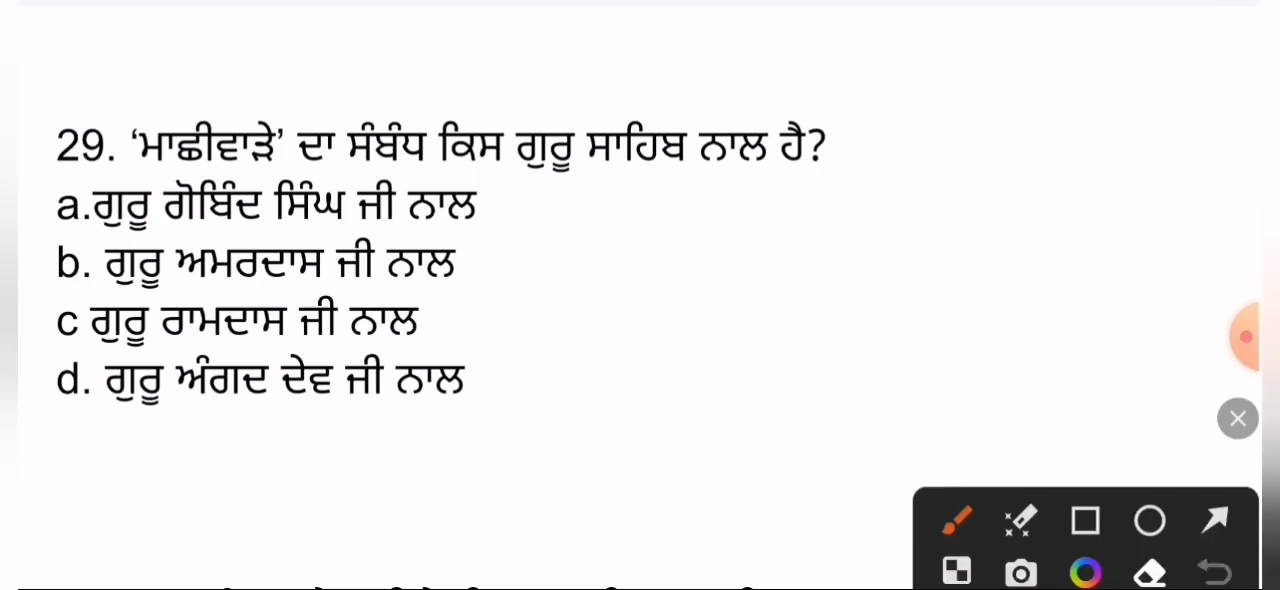 29. ‘ਮਾਛੀਵਾੜੇ’ ਦਾ ਸੰਬੰਧ ਕਿਸ ਗੁਰੂ ਸਾਹਿਬ ਨਾਲ ਹੈ?
a.ਗੁਰੂ ਗੋਬਿੰਦ ਸਿੰਘ ਜੀ ਨਾਲ
b. ਗੁਰੂ ਅਮਰਦਾਸ ਜੀ ਨਾਲ
c ਗੁਰੂ ਰਾਮਦਾਸ ਜੀ ਨਾਲ
d. ਗੁਰੂ ਅੰਗਦ ਦੇਵ ਜੀ ਨਾਲ